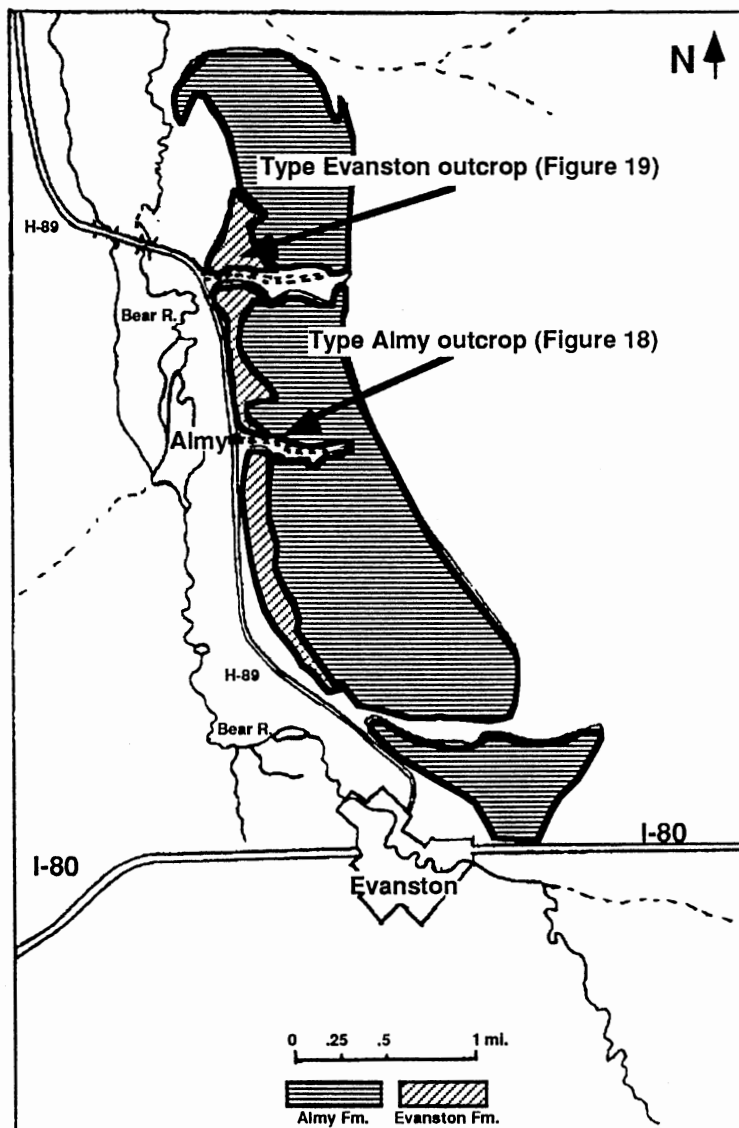 N
Type Evanston outcrop (Figure 19)
H-89
Bear R.
Type Almy outcrop (Figure 18)
Almy
H-89
Bear R.
I-80
I-80
Evanston
0 .25 .5 1 mi.
Almy Fm. Evanston Fm.